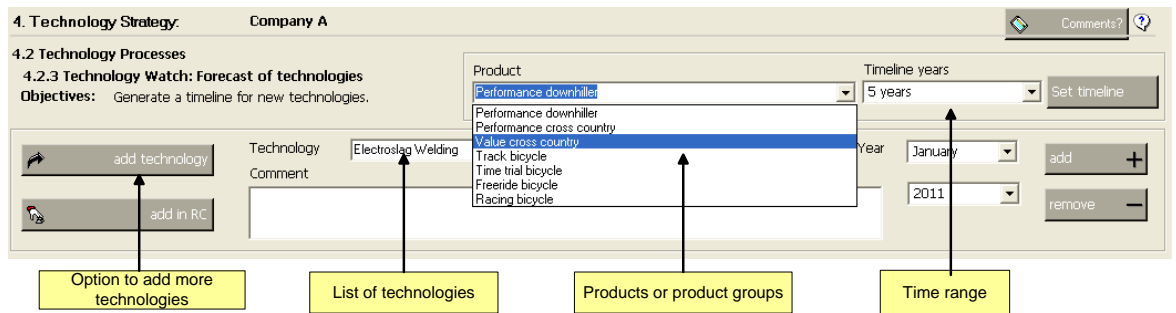 4. Technology Strategy: Company A Comments?
4.2 Technology Processes
4.2.3 Technology Watch: Forecast of technologies
Objectives: Generate a timeline for new technologies.
Product
Performance downhiller
Timeline years
5 years
Set timeline
Performance downhiller
Performance cross country
Value cross country
Track bicycle
Time trial bicycle
Freeride bicycle
Racing bicycle
add technology
add in RC
Technology Electroslag Welding
Comment
Year January
2011
add +
remove –
Option to add more
technologies
List of technologies
Products or product groups
Time range